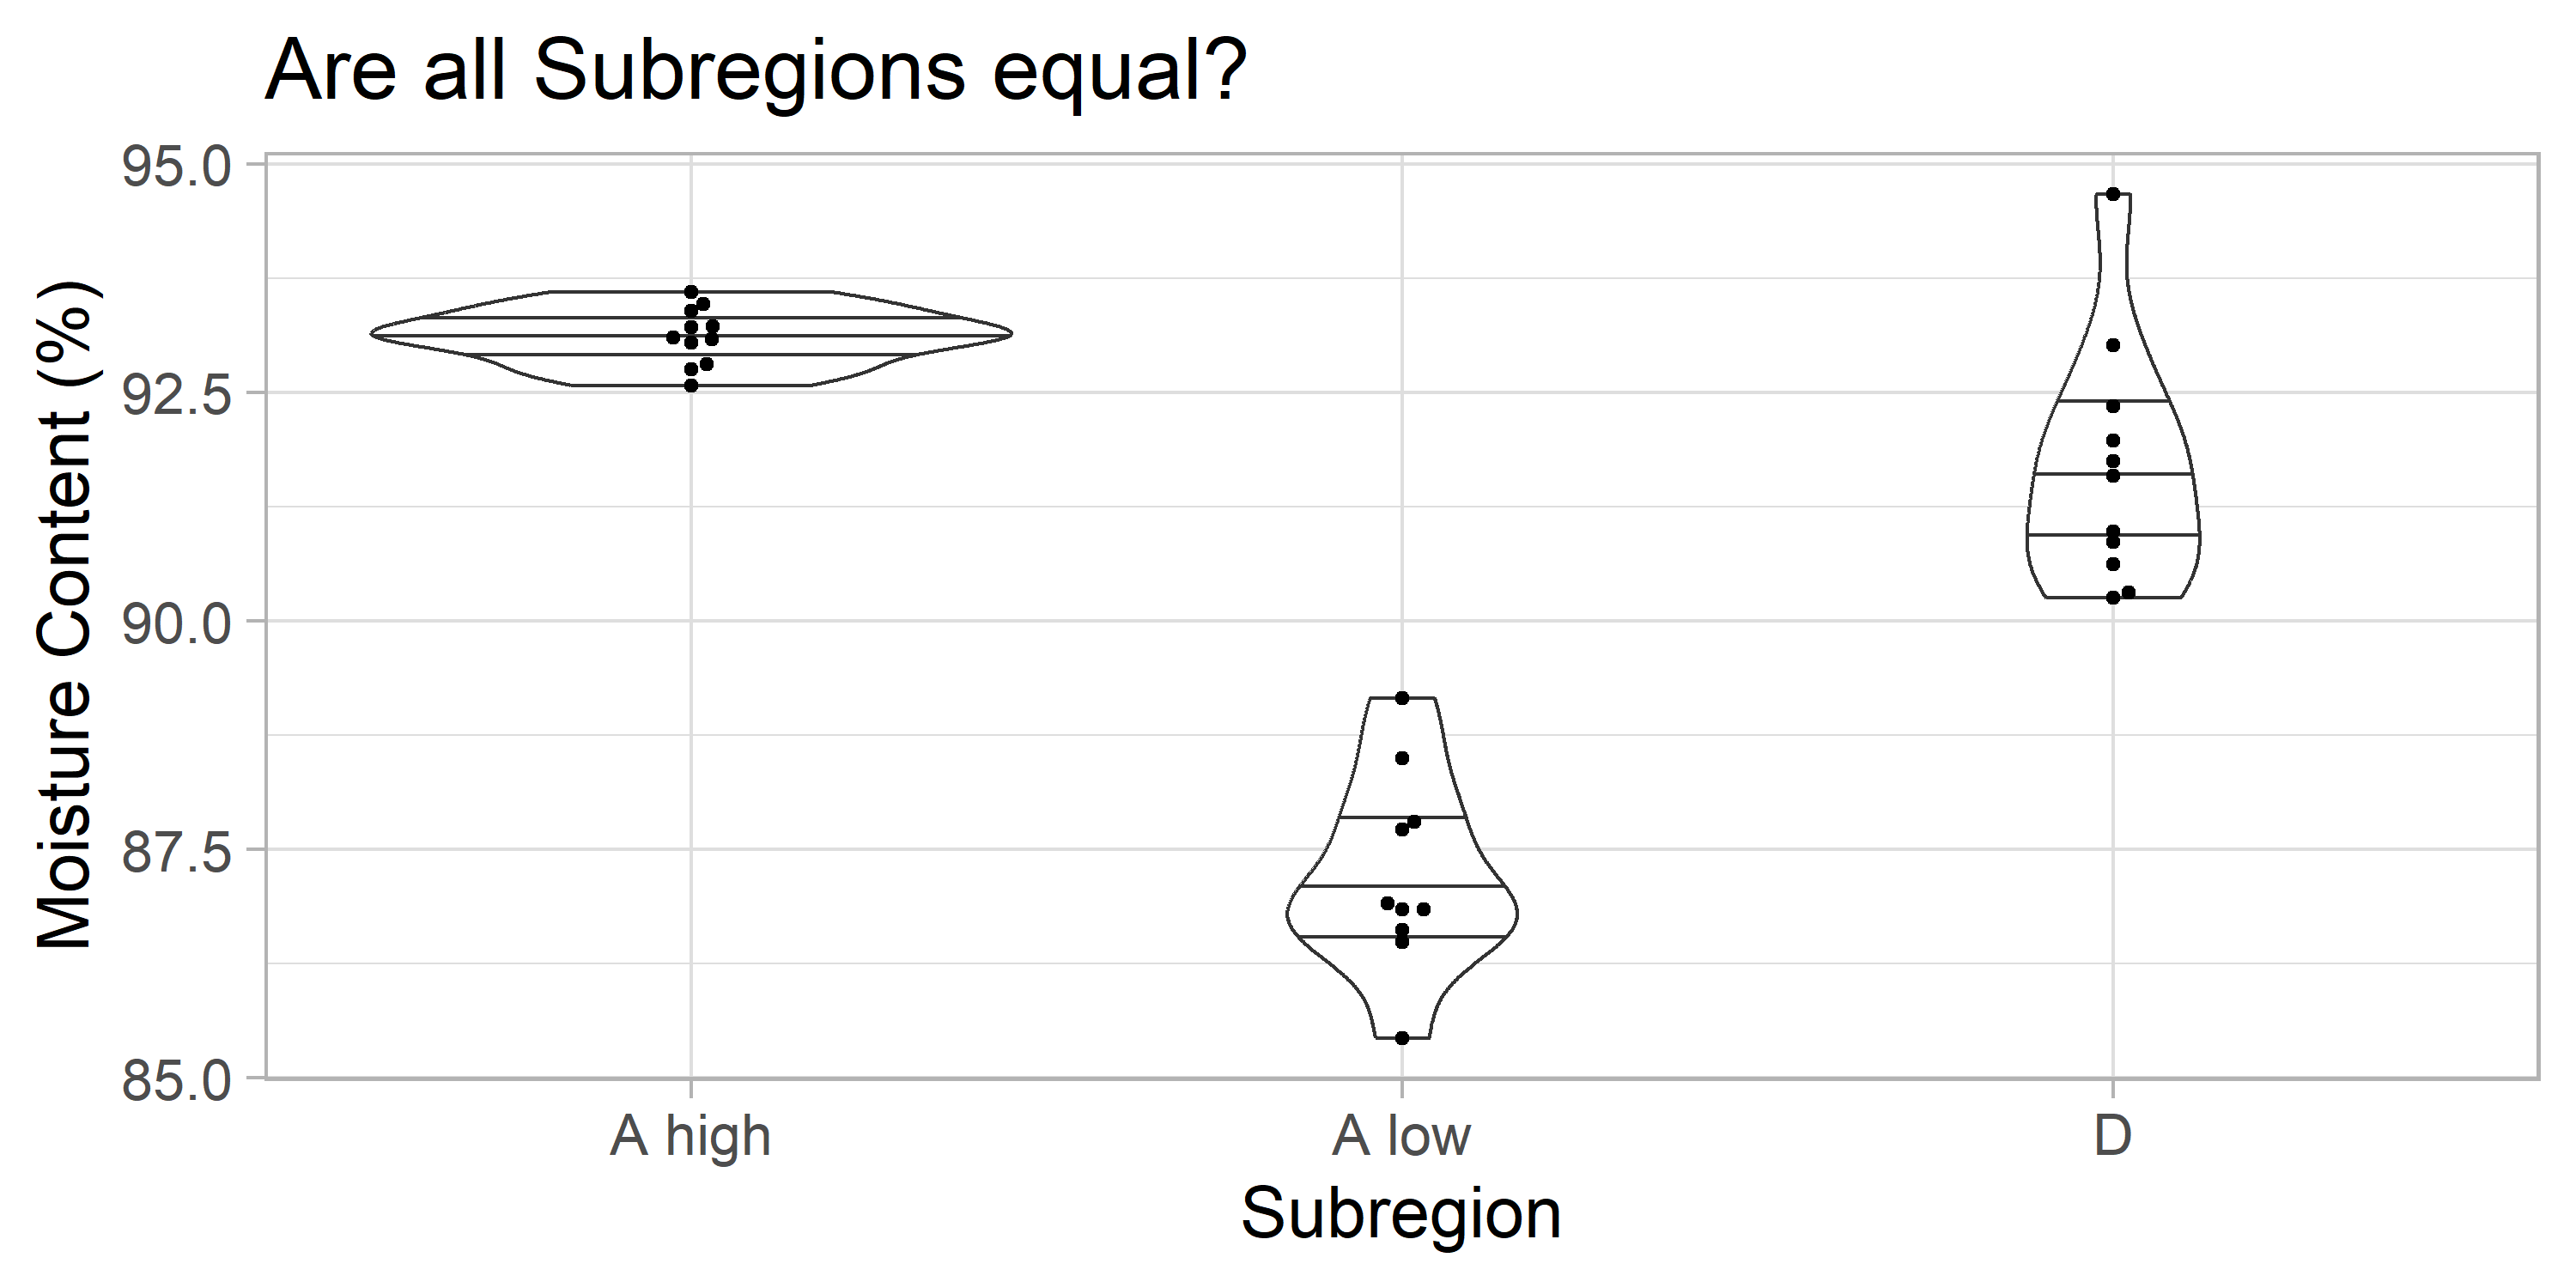 Are all Subregions equal?
Moisture Content (%)
95.0
92.5
90.0
87.5
85.0
A high
A low
D
Subregion